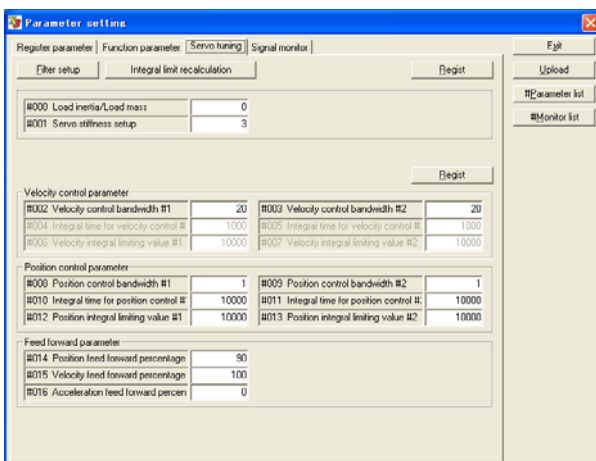 Parameter setting
Register parameter Function parameter Servo tuning Signal monitor
Exit
Filter setup Integral limit recalculation Regist
Upload
#Parameter list
#Monitor list
#000 Load inertia/Load mass 0
#001 Servo stiffness setup 3
Regist
Velocity control parameter
#002 Velocity control bandwidth #1 20 #003 Velocity control bandwidth #2 20
#004 Integral time for velocity control # 1000 #005 Integral time for velocity control #: 1000
#006 Velocity integral limiting value #1 10000 #007 Velocity integral limiting value #2 10000
Position control parameter
#008 Position control bandwidth #1 1 #009 Position control bandwidth #2 1
#010 Integral time for position control #' 10000 #011 Integral time for position control #: 10000
#012 Position integral limiting value #1 10000 #013 Position integral limiting value #2 10000
Feed forward parameter
#014 Position feed forward percentage 90
#015 Velocity feed forward percentage 100
#016 Acceleration feed forward percen 0